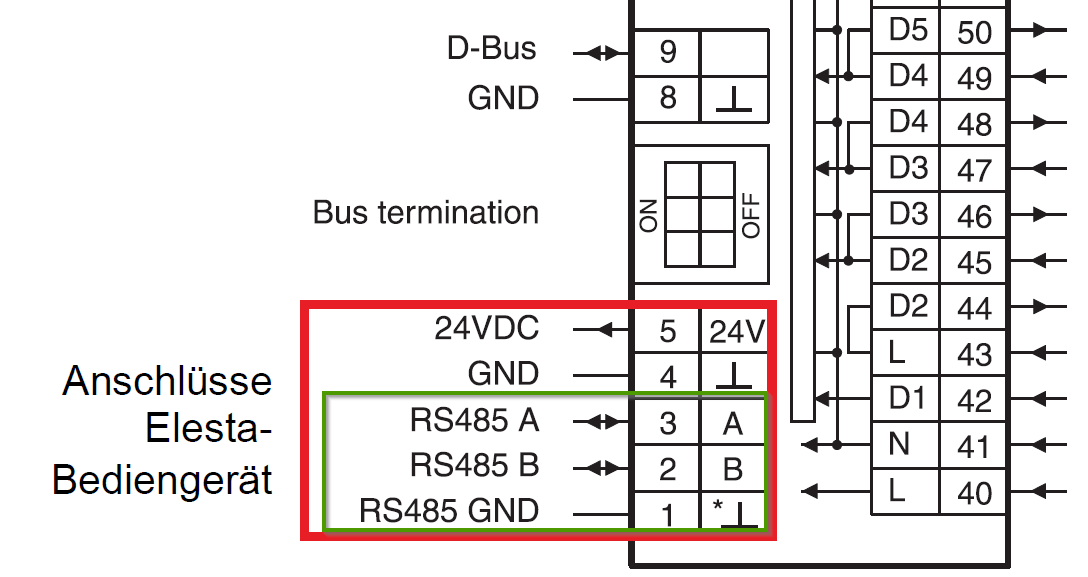 D-Bus 9
GND 8 ⊥
Bus termination ON OFF
24VDC 5 24V
GND 4 ⊥
Anschlüsse
Elesta-
Bediengerät
RS485 A 3 A
RS485 B 2 B
RS485 GND 1 *⊥
D5 50
D4 49
D4 48
D3 47
D3 46
D2 45
D2 44
L 43
D1 42
N 41
L 40